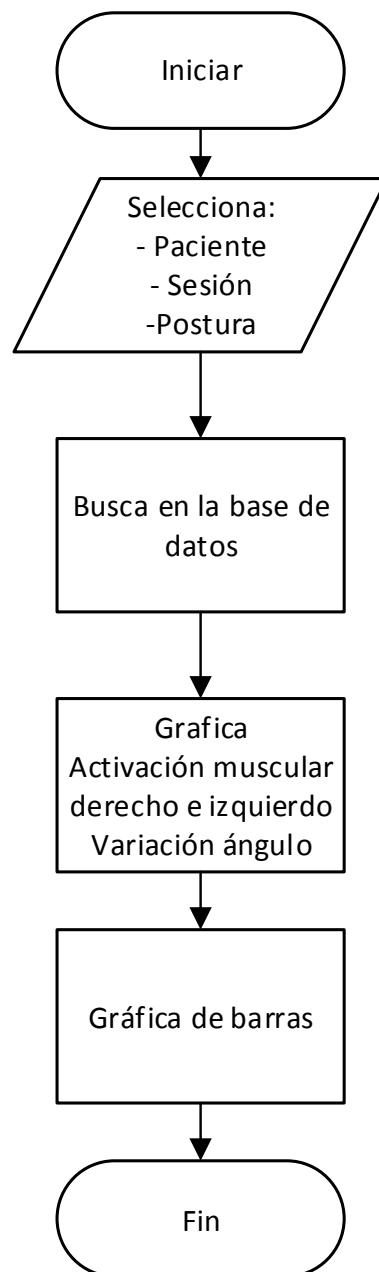 Iniciar
Selecciona:
- Paciente
- Sesión
-Postura
Busca en la base de
datos
Grafica
Activación muscular
derecho e izquierdo
Variación ángulo
Gráfica de barras
Fin